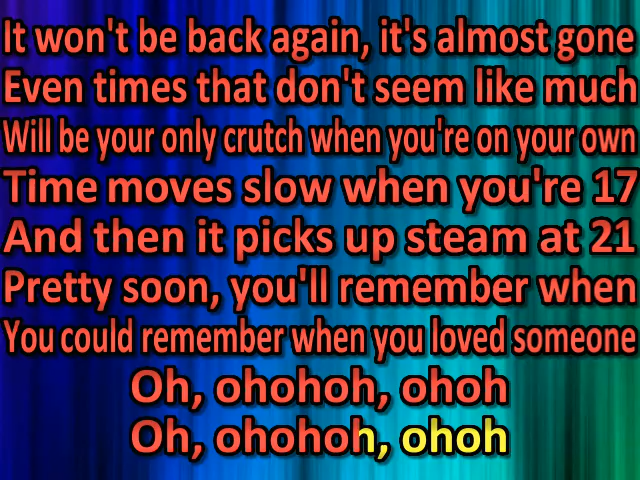 It won't be back again, it's almost gone
Even times that don't seem like much
Will be your only crutch when you're on your own
Time moves slow when you're 17
And then it picks up steam at 21
Pretty soon, you'll remember when
You could remember when you loved someone
Oh, ohohoh, ohoh
Oh, ohohoh, ohoh